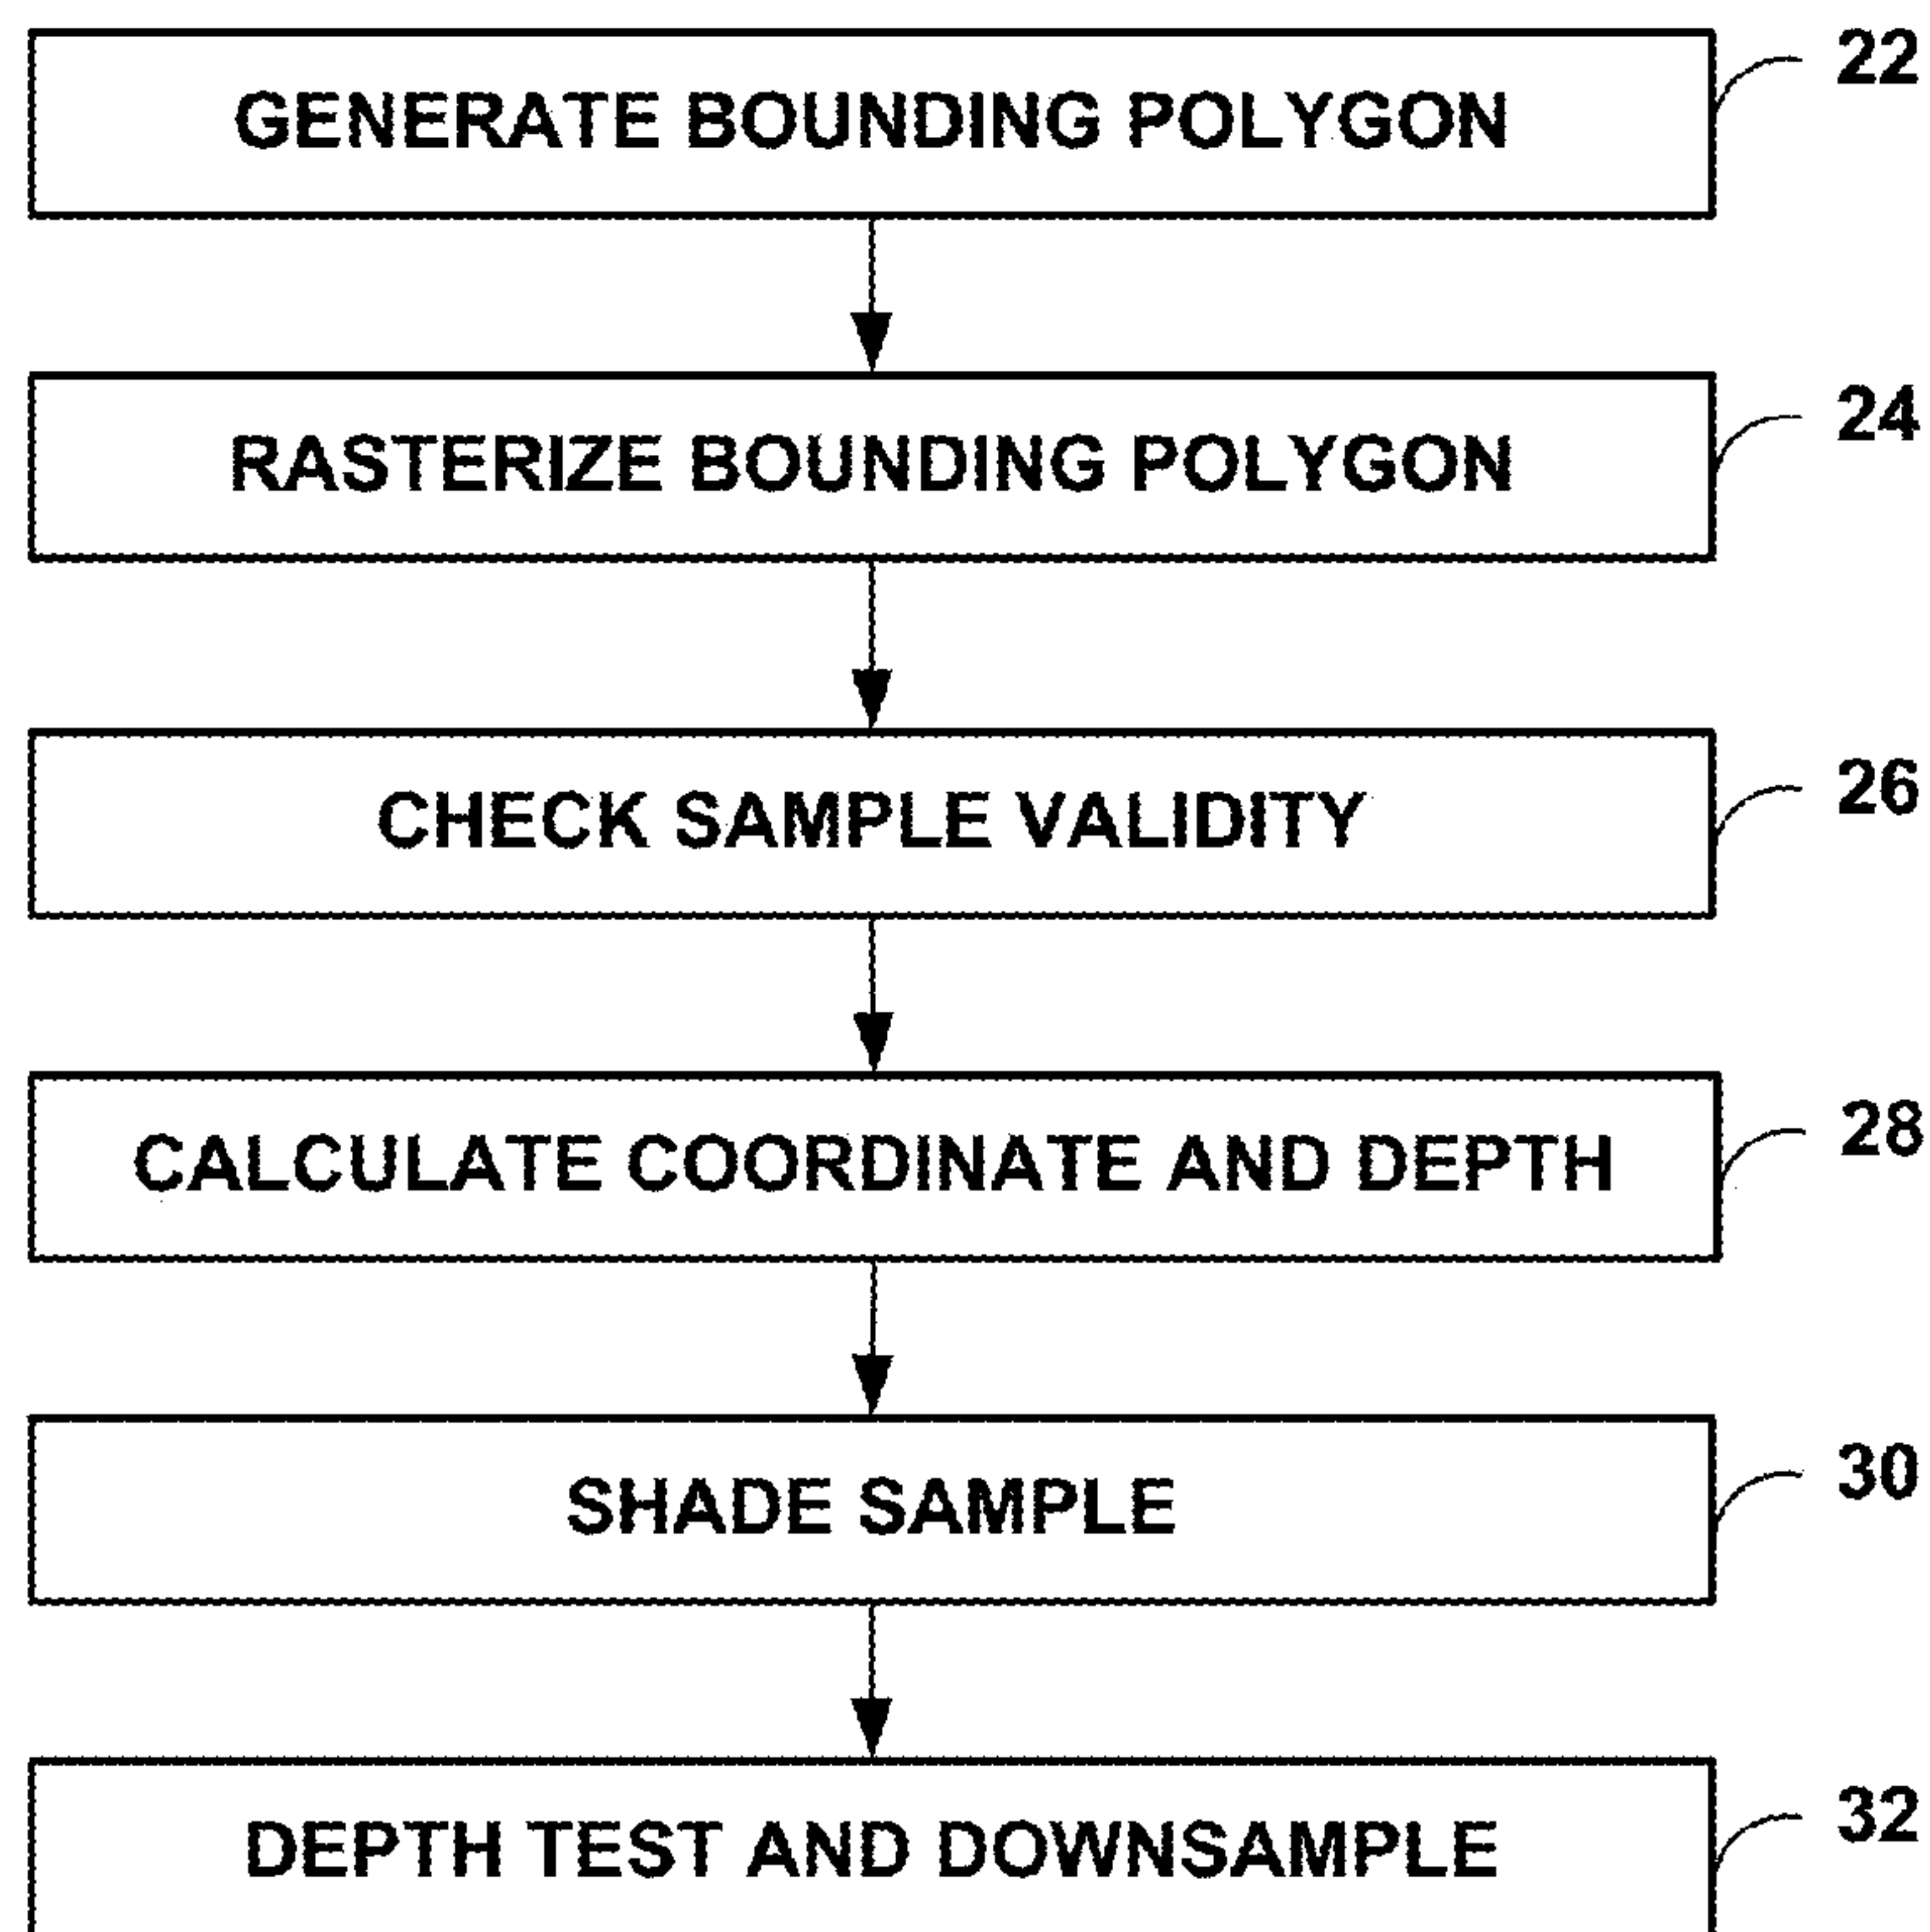 22
GENERATE BOUNDING POLYGON
24
RASTERIZE BOUNDING POLYGON
26
CHECK SAMPLE VALIDITY
28
CALCULATE COORDINATE AND DEPTH
30
SHADE SAMPLE
32
DEPTH TEST AND DOWNSAMPLE